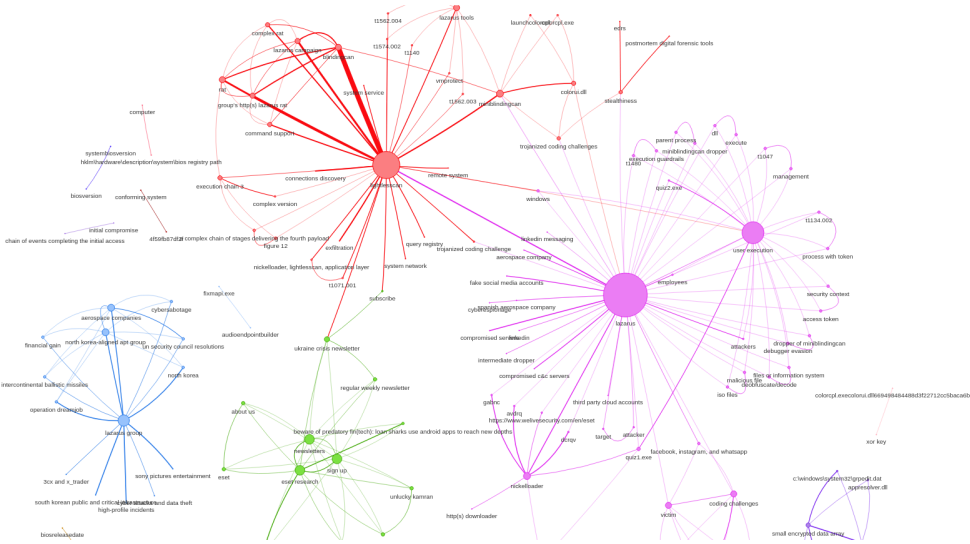 t1562.004
lazarus tools
launchcolorcpl
colorcpl.exe
edrs
complex rat
postmortem digital forensic tools
lazarus campaign
t1574.002
t1140
blindingcan
rat
vmprotect
system service
colorui.dll
group's http(s) lazarus rat
t1562.003
miniblindingcan
stealthiness
computer
command support
dll
parent process
execute
trojanized coding challenges
systembiosversion
miniblindingcan dropper
t1047
execution guardrails
t1480
hklm\hardware\description\system\bios registry path
remote system
management
connections discovery
lightlesscan
execution chain 3
quiz2.exe
biosversion
conforming system
windows
complex version
t1134.002
initial compromise
chain of events completing the initial access
complex chain of stages delivering the fourth payload
linkedin messaging
figure 12
exfiltration
query registry
trojanized coding challenge
user execution
process with token
aerospace company
nickelloader, lightlesscan, application layer
system network
fake social media accounts
employees
t1071.001
fixmapi.exe
security context
subscribe
spanish aerospace company
cyberespionage
cybersabotage
aerospace companies
access token
lazarus
audioendpointbuilder
compromised servers
linkedin
financial gain
north korea-aligned apt group
un security council resolutions
ukraine crisis newsletter
attackers
dropper of miniblindingcan
debugger evasion
intermediate dropper
north korea
compromised c&c servers
files or information system
intercontinental ballistic missiles
regular weekly newsletter
malicious file
deobfuscate/decode
iso files
operation dreamjob
about us
third party cloud accounts
avdrq
https://www.welivesecurity.com/en/eset
lazarus group
beware of predatory fin(tech): loan sharks use android apps to reach new depths
target
attacker
dcrqv
xor key
newsletters
facebook, instagram, and whatsapp
quiz1.exe
sign up
3cx and x_trader
sony pictures entertainment
eset
eset research
nickelloader
c:\windows\system32\grpedit.dat
appresolver.dll
unlucky kamran
high-profile incidents
http(s) downloader
victim
coding challenges
biosreleasedate
small encrypted data array